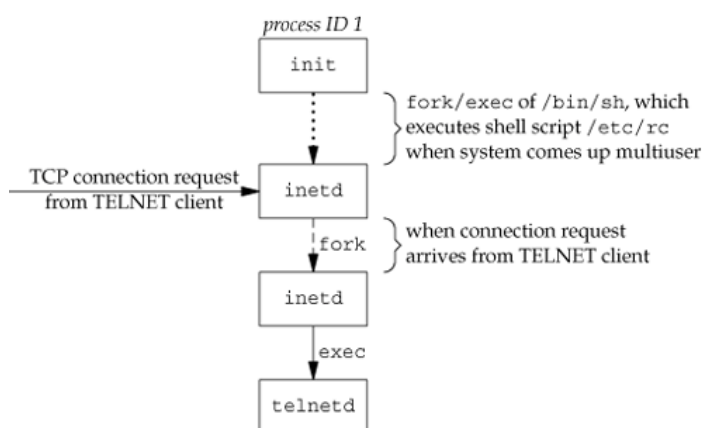 process ID 1
init
fork/exec of /bin/sh, which
executes shell script /etc/rc
when system comes up multiuser
TCP connection request
from TELNET client
inetd
fork
when connection request
arrives from TELNET client
inetd
exec
telnetd